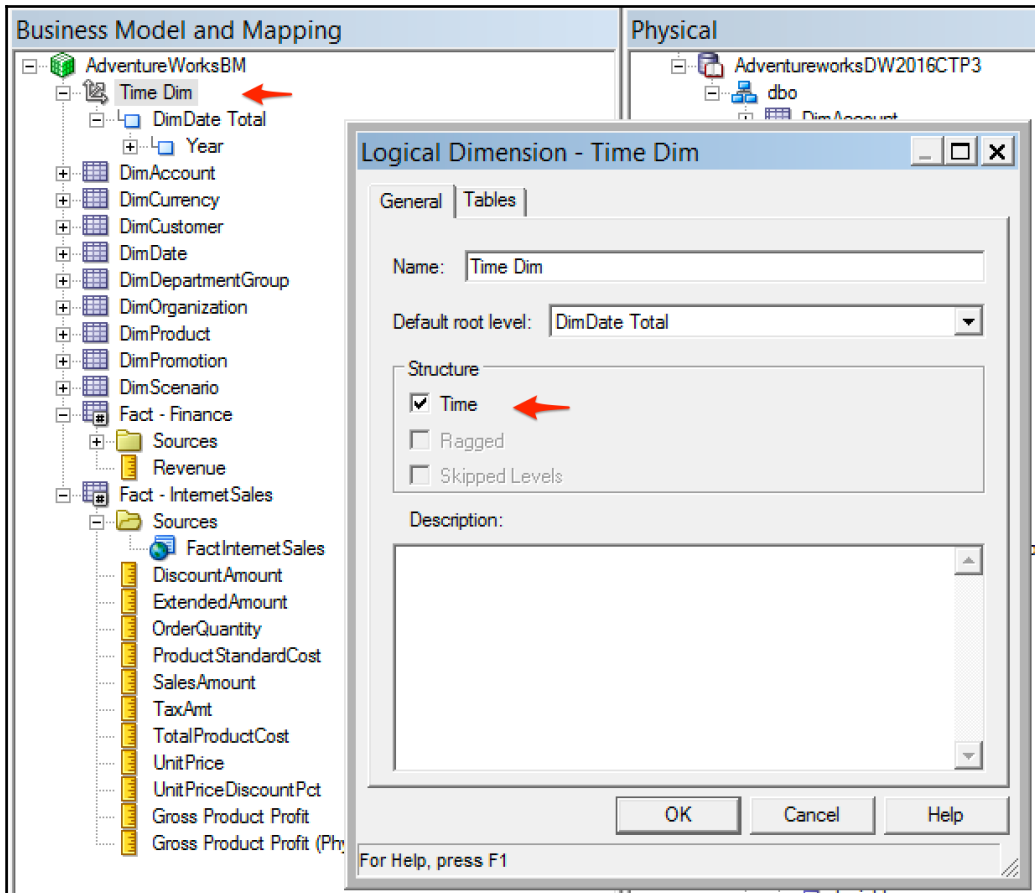 Business Model and Mapping
AdventureWorksBM
Time Dim
DimDate Total
Year
DimAccount
DimCurrency
DimCustomer
DimDate
DimDepartmentGroup
DimOrganization
DimProduct
DimPromotion
DimScenario
Fact - Finance
Sources
Revenue
Fact - InternetSales
Sources
FactInternetSales
DiscountAmount
ExtendedAmount
OrderQuantity
ProductStandardCost
SalesAmount
TaxAmt
TotalProductCost
UnitPrice
UnitPriceDiscountPct
Gross Product Profit
Gross Product Profit (Phy
Physical
AdventureworksDW2016CTP3
dbo
DimAccount
Logical Dimension - Time Dim
General Tables
Name: Time Dim
Default root level: DimDate Total
Structure
Time
Ragged
Skipped Levels
Description:
OK Cancel Help
For Help, press F1